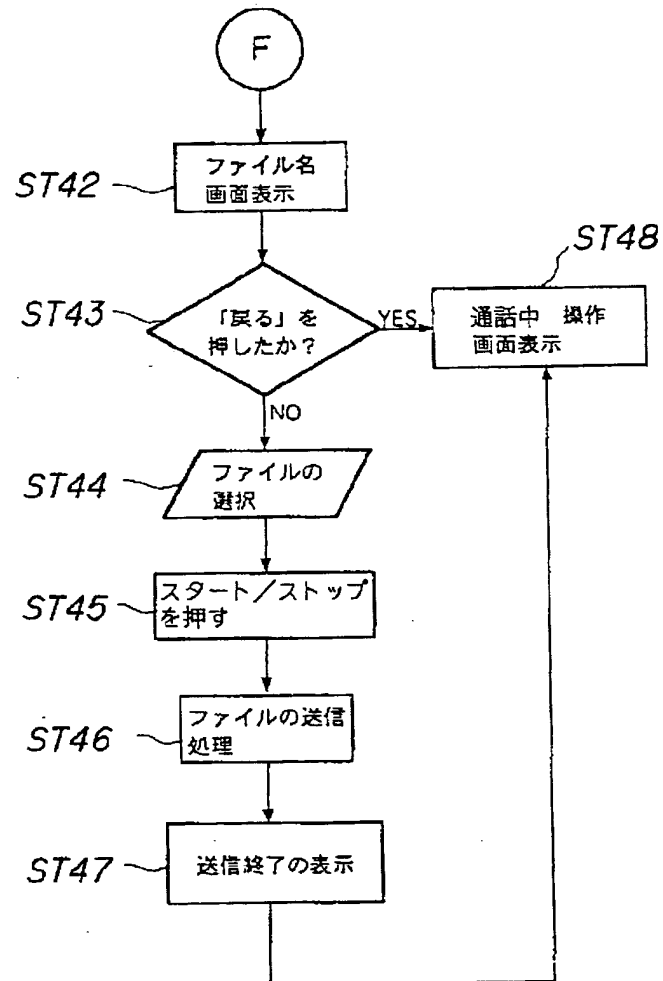 F
ST42
ファイル名
画面表示
ST43
「戻る」を
押したか？
YES
ST48
通話中 操作
画面表示
NO
ST44
ファイルの
選択
ST45
スタート／ストップ
を押す
ST46
ファイルの送信
処理
ST47
送信終了の表示